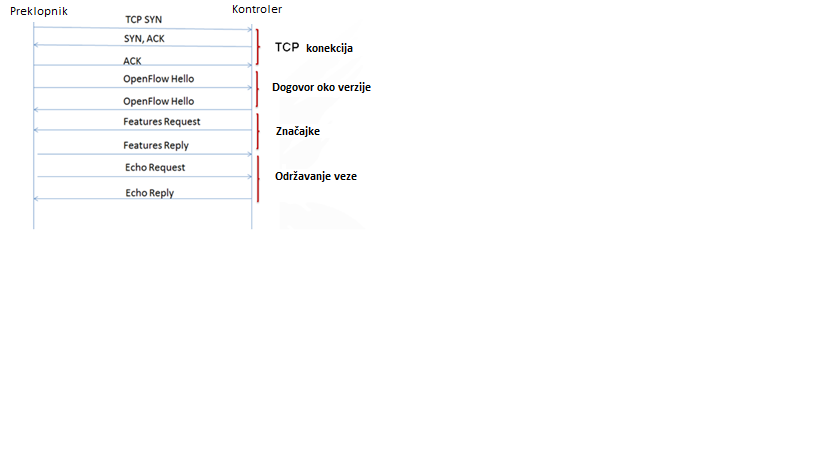 Preklopnik
Kontroler
TCP SYN
SYN, ACK
TCP konekcija
ACK
OpenFlow Hello
Dogovor oko verzije
OpenFlow Hello
Features Request
Značajke
Features Reply
Echo Request
Održavanje veze
Echo Reply